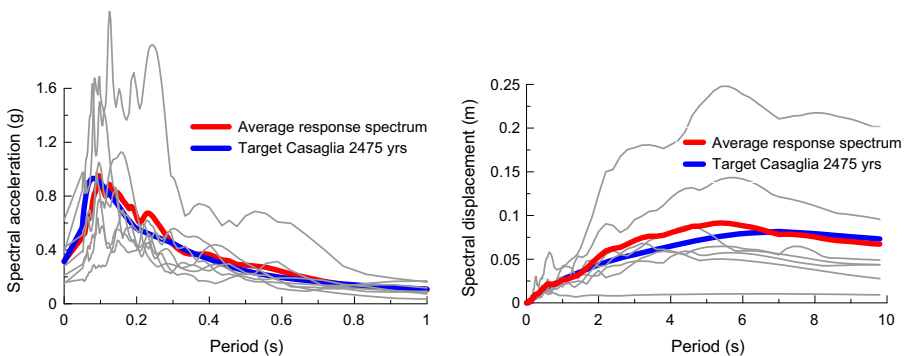 Spectral acceleration (g)
1.6
1.2
0.8
0.4
0
Average response spectrum
Target Casaglia 2475 yrs
0 0.2 0.4 0.6 0.8 1
Period (s)
Spectral displacement (m)
0.25
0.2
0.15
0.1
0.05
0
Average response spectrum
Target Casaglia 2475 yrs
0 2 4 6 8 10
Period (s)